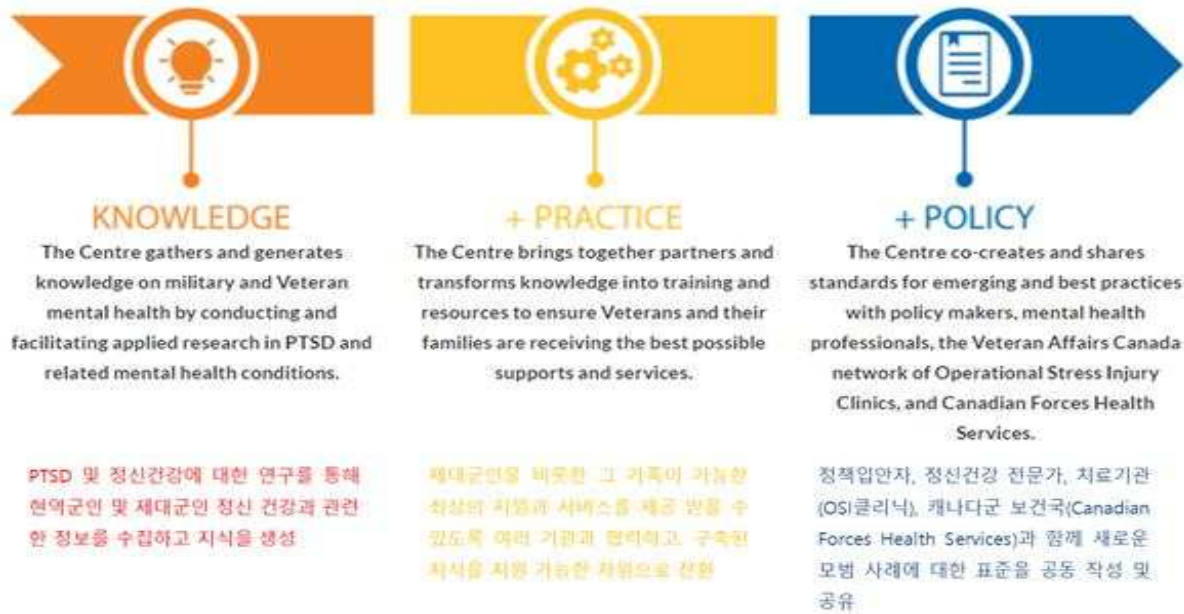 KNOWLEDGE
The Centre gathers and generates
knowledge on military and Veteran
mental health by conducting and
facilitating applied research in PTSD and
related mental health conditions.
PTSD 및 정신건강에 대한 연구를 통해
현역군인 및 제대군인 정신 건강과 관련
한 정보를 수집하고 지식을 생성
+ PRACTICE
The Centre brings together partners and
transforms knowledge into training and
resources to ensure Veterans and their
families are receiving the best possible
supports and services.
제대군인을 비롯한 그 가족이 가능한
최상의 지원과 서비스를 제공 받을 수
있도록 여러 기관과 협력하고, 구축된
지식을 지원 가능한 자원으로 전환
+ POLICY
The Centre co-creates and shares
standards for emerging and best practices
with policy makers, mental health
professionals, the Veteran Affairs Canada
network of Operational Stress Injury
Clinics, and Canadian Forces Health
Services.
정책입안자, 정신건강 전문가, 치료기관
(OSI클리닉), 캐나다군 보건국(Canadian
Forces Health Services)과 함께 새로운
모범 사례에 대한 표준을 공동 작성 및
공유